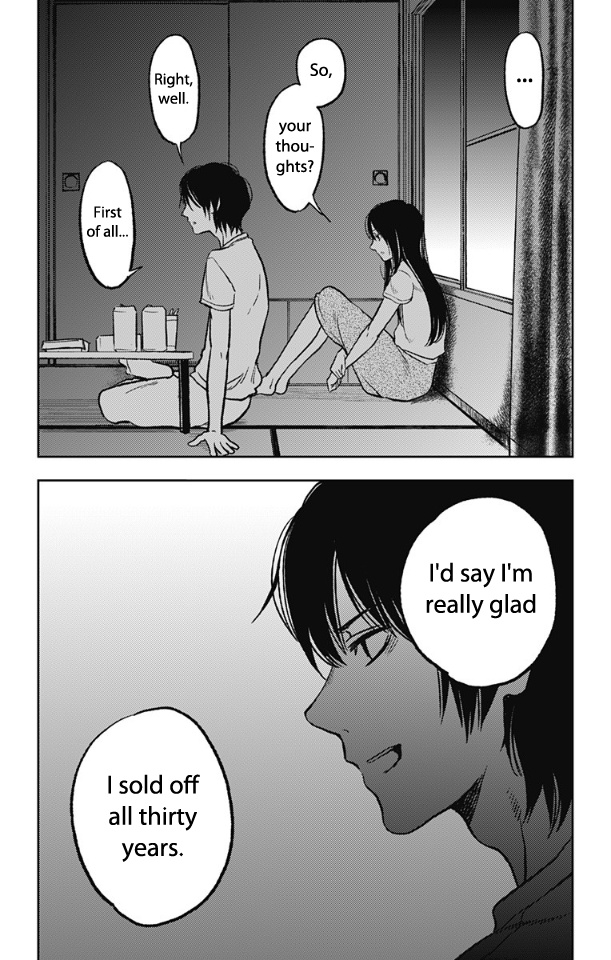 ...
So,
your
thou-
ghts?
Right,
well.
First
of all...
I'd say I'm
really glad
I sold off
all thirty
years.